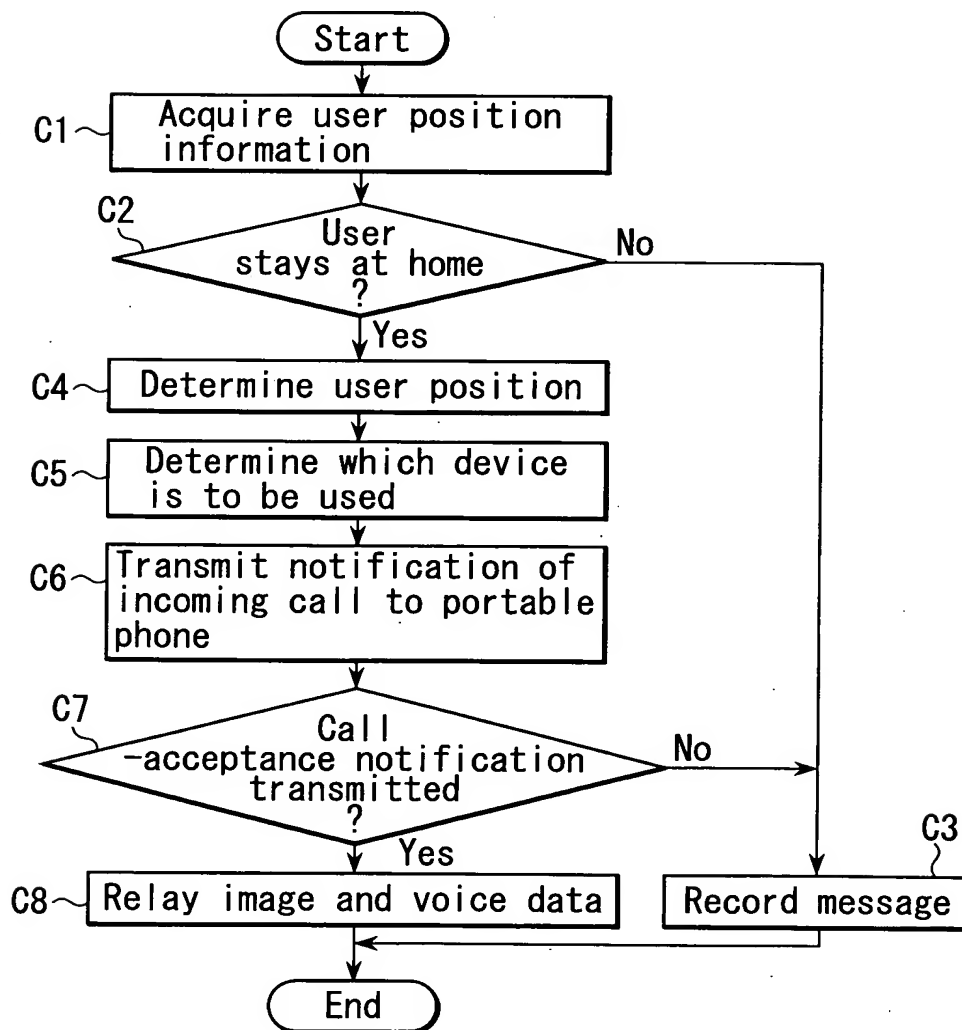 Start
C1
Acquire user position
information
C2
User
stays at home
?
No
Yes
C4
Determine user position
C5
Determine which device
is to be used
C6
Transmit notification of
incoming call to portable
phone
C7
Call
-acceptance notification
transmitted
?
No
Yes
C3
C8
Relay image and voice data
Record message
End